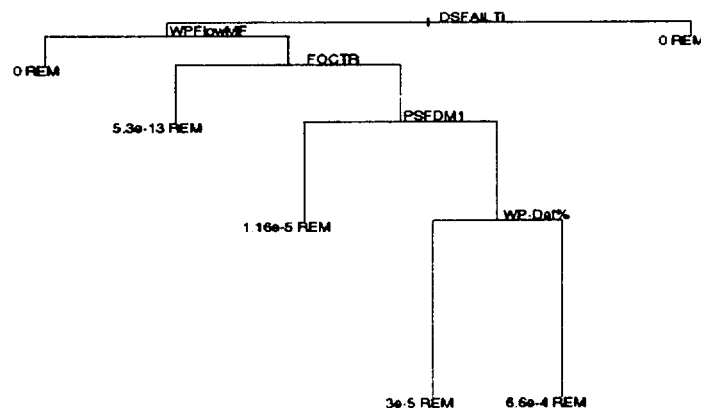 DSFAILTI
WPFlowMF
0 REM
0 REM
FOCTR
5.3e-13 REM
PSFDM1
1.16e-5 REM
WP-Def%
3e-5 REM
6.6e-4 REM